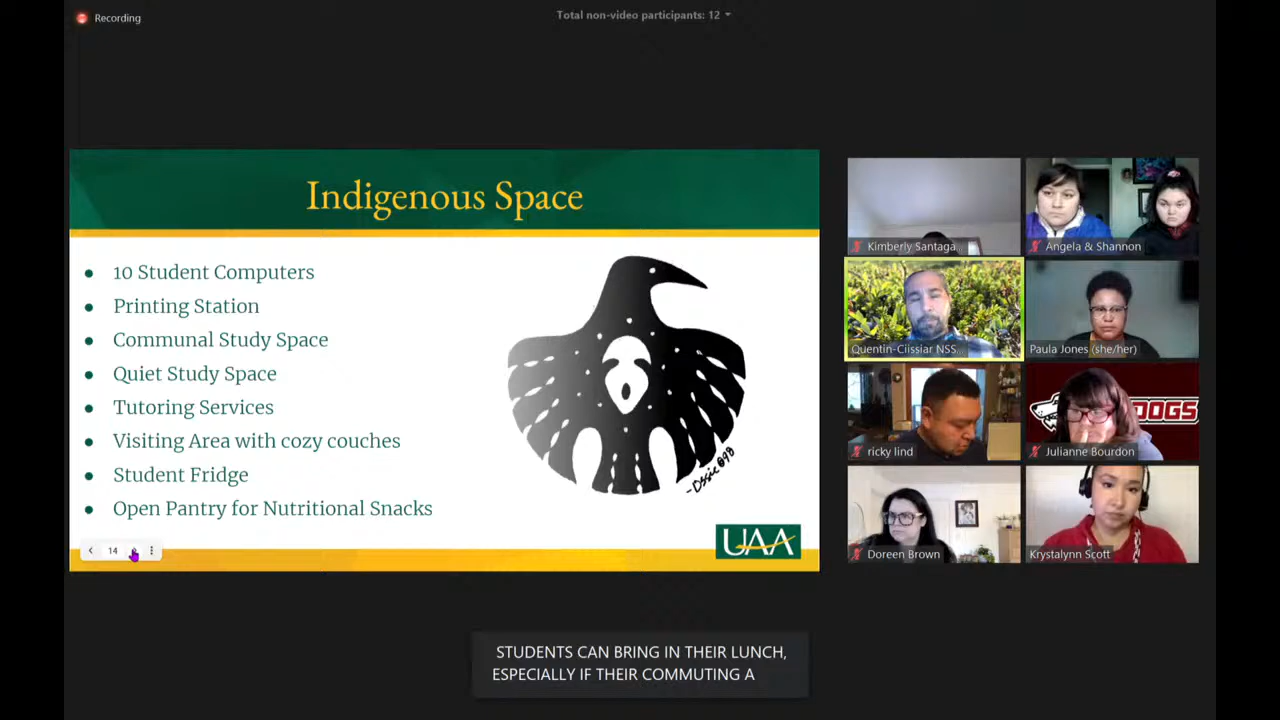 Recording
Total non-video participants: 12
Indigenous Space
10 Student Computers
Printing Station
Communal Study Space
Quiet Study Space
Tutoring Services
Visiting Area with cozy couches
Student Fridge
Open Pantry for Nutritional Snacks
14
UAA
Kimberly Santaga...
Angela & Shannon
Quentin-Ciissiar NSS...
Paula Jones (she/her)
ricky lind
DOGS
Julianne Bourdon
Doreen Brown
Krystalynn Scott
STUDENTS CAN BRING IN THEIR LUNCH,
ESPECIALLY IF THEIR COMMUTING A